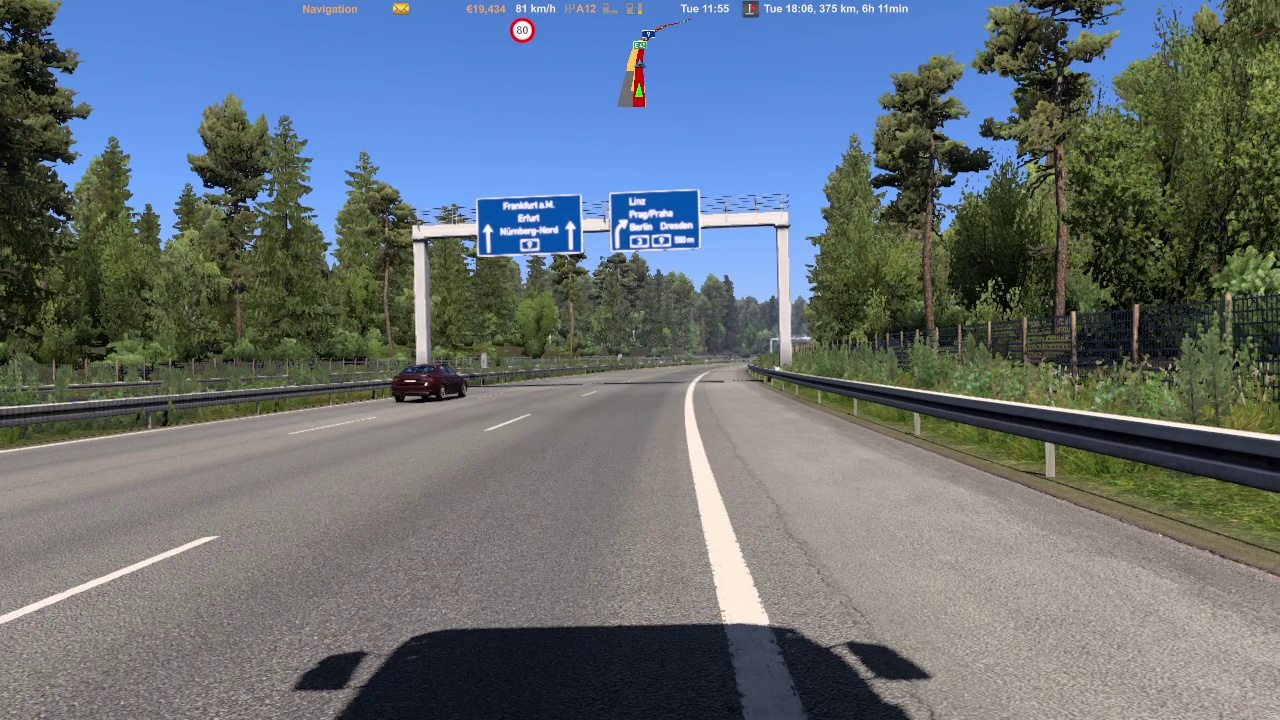 Navigation €19,434 81 km/h A12 Tue 11:55 Tue 18:06, 375 km, 6h 11min
80
9
Frankfurt a.M.
Erfurt
Nürnberg-Nord
9
Linz
Prag/Praha
Berlin Dresden
3 9 500 m